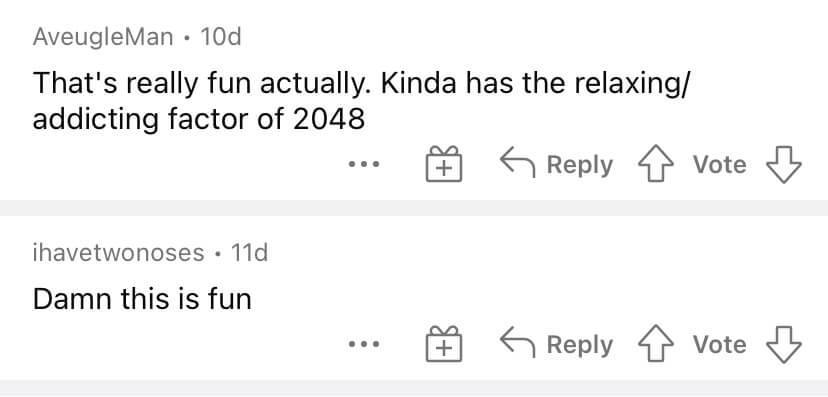 AveugleMan • 10d
That's really fun actually. Kinda has the relaxing/
addicting factor of 2048
... Reply Vote
ihavetwonoses • 11d
Damn this is fun
... Reply Vote